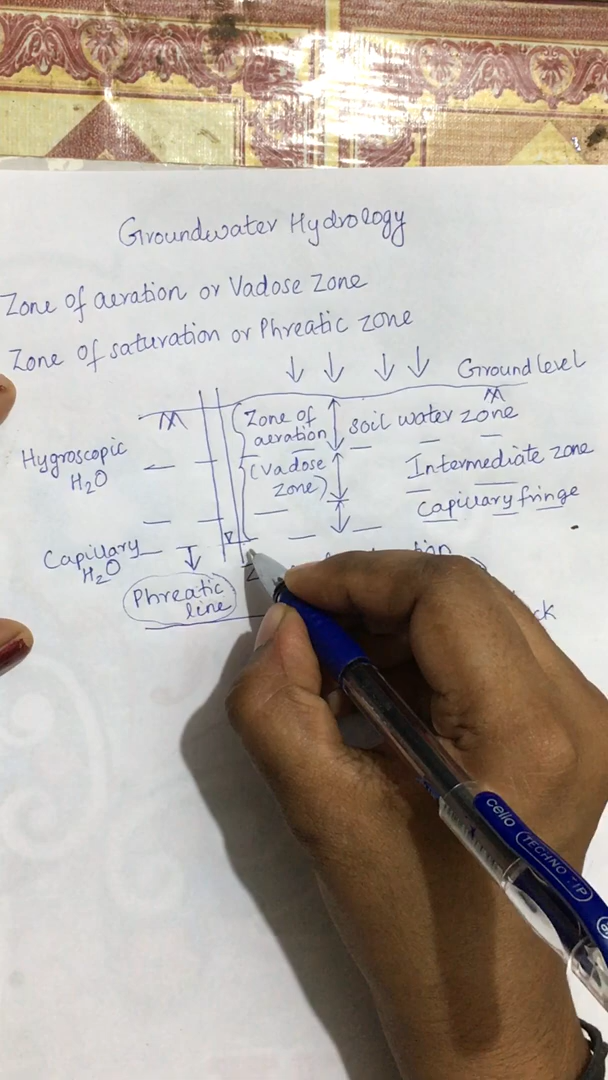 Groundwater Hydrology
Zone of aeration or Vadose Zone
Zone of saturation or Phreatic zone
Ground level
Zone of
aeration
(Vadose
zone)
soil water zone
Intermediate zone
Capillary fringe
Hygroscopic
H2O
Capillary
H2O
Phreatic
line
ck
cello
TECHNO TIP